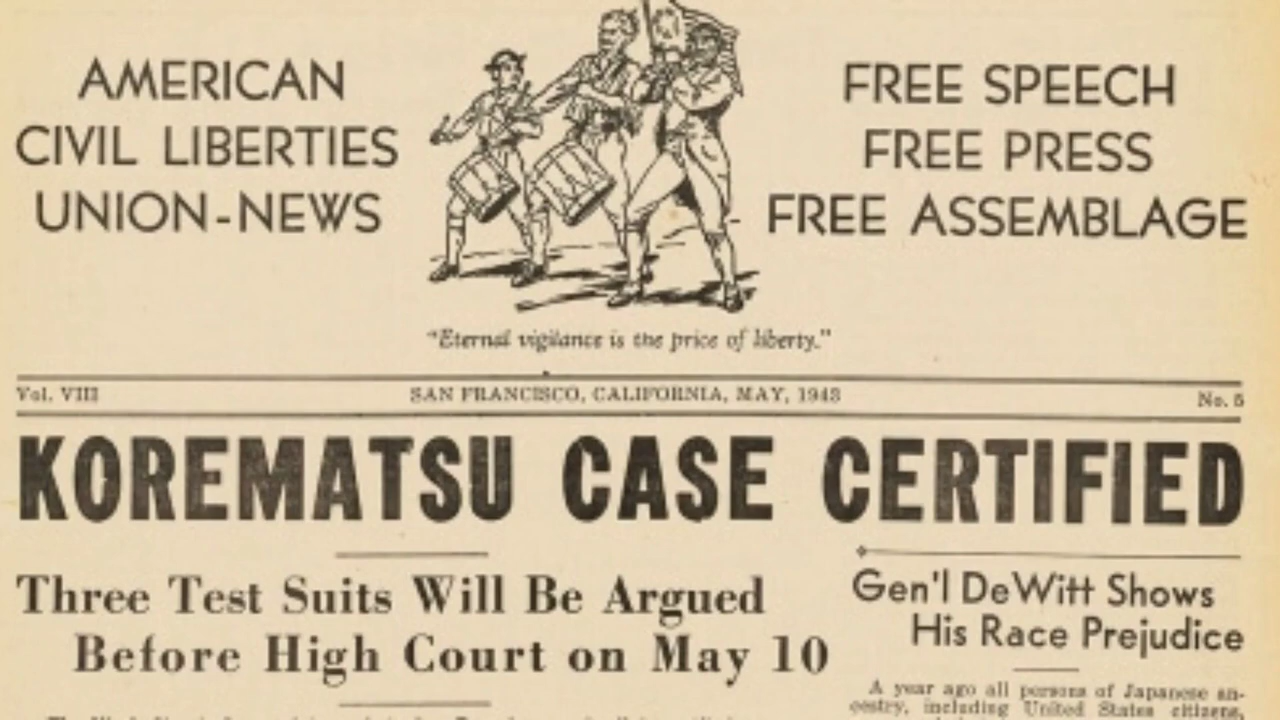 AMERICAN
CIVIL LIBERTIES
UNION-NEWS
FREE SPEECH
FREE PRESS
FREE ASSEMBLAGE
"Eternal vigilance is the price of liberty."
Vol. VIII SAN FRANCISCO, CALIFORNIA, MAY, 1943 No. 5
KOREMATSU CASE CERTIFIED
Three Test Suits Will Be Argued
Before High Court on May 10
Gen'l DeWitt Shows
His Race Prejudice
A year ago all persons of Japanese an-
cestry, including United States citizens,